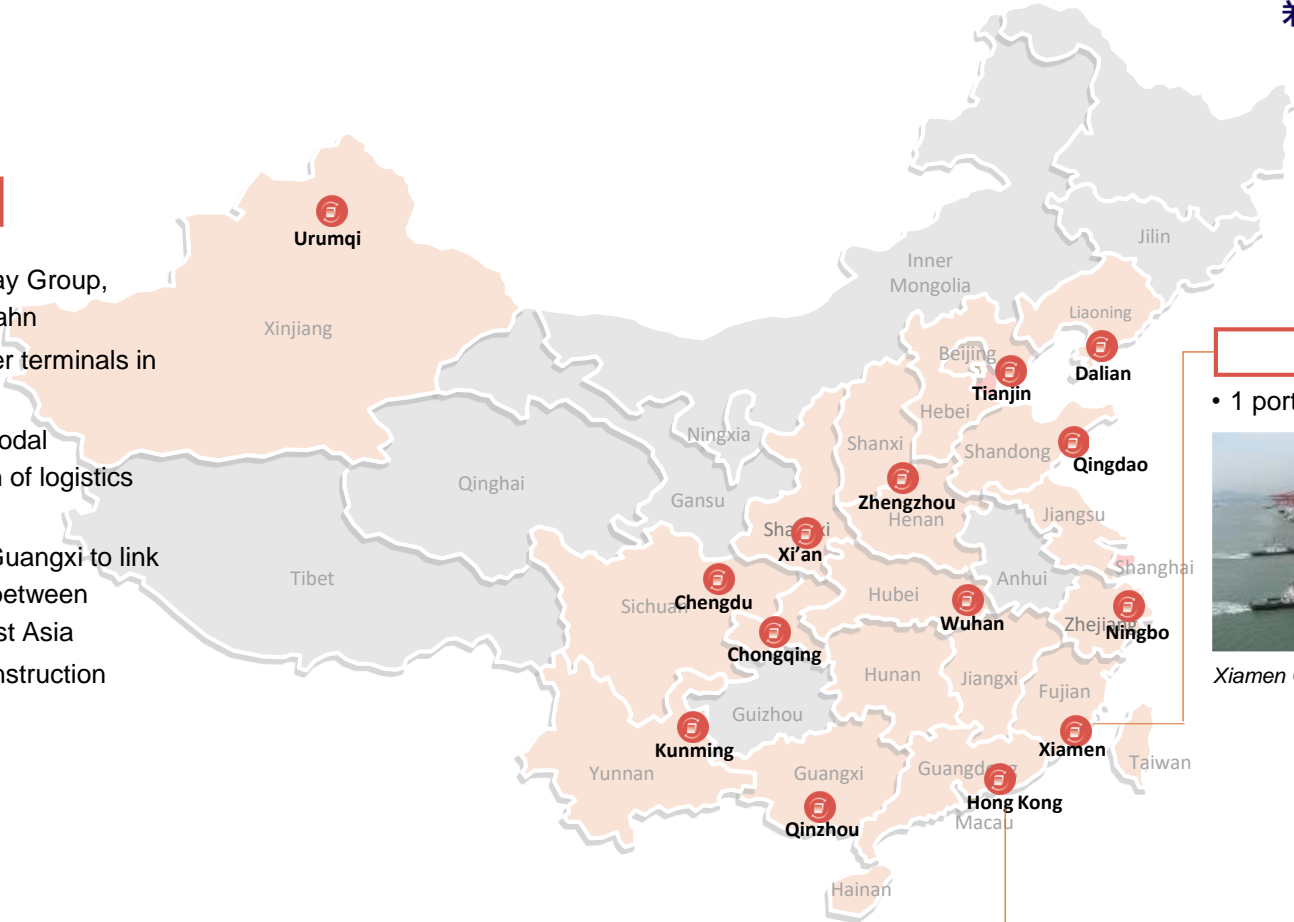 ay Group,
ahn
er terminals in
odal
n of logistics
Guangxi to link
between
st Asia
nstruction
Urumqi
Xinjiang
Inner
Mongolia
Jilin
Liaoning
Dalian
Beijing
Tianjin
Hebei
Ningxia
Shanxi
Shandong
Qingdao
Qinghai
Gansu
Zhengzhou
Henan
Jiangsu
Xi'an
Shanghai
Tibet
Anhui
Sichuan
Chengdu
Hubei
Wuhan
Zhejiang
Ningbo
Chongqing
Hunan
Jiangxi
Fujian
Guizhou
Kunming
Xiamen
Yunnan
Guangxi
Taiwan
Hong Kong
Macau
Qinzhou
Hainan
• 1 port
Xiamen